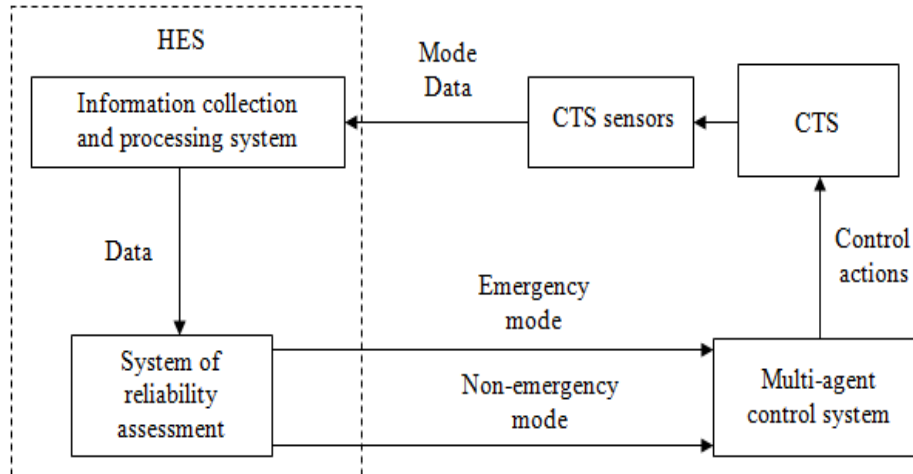 HES
Information collection
and processing system
Mode
Data
CTS sensors
CTS
Data
Control
actions
Emergency
mode
System of
reliability
assessment
Non-emergency
mode
Multi-agent
control system